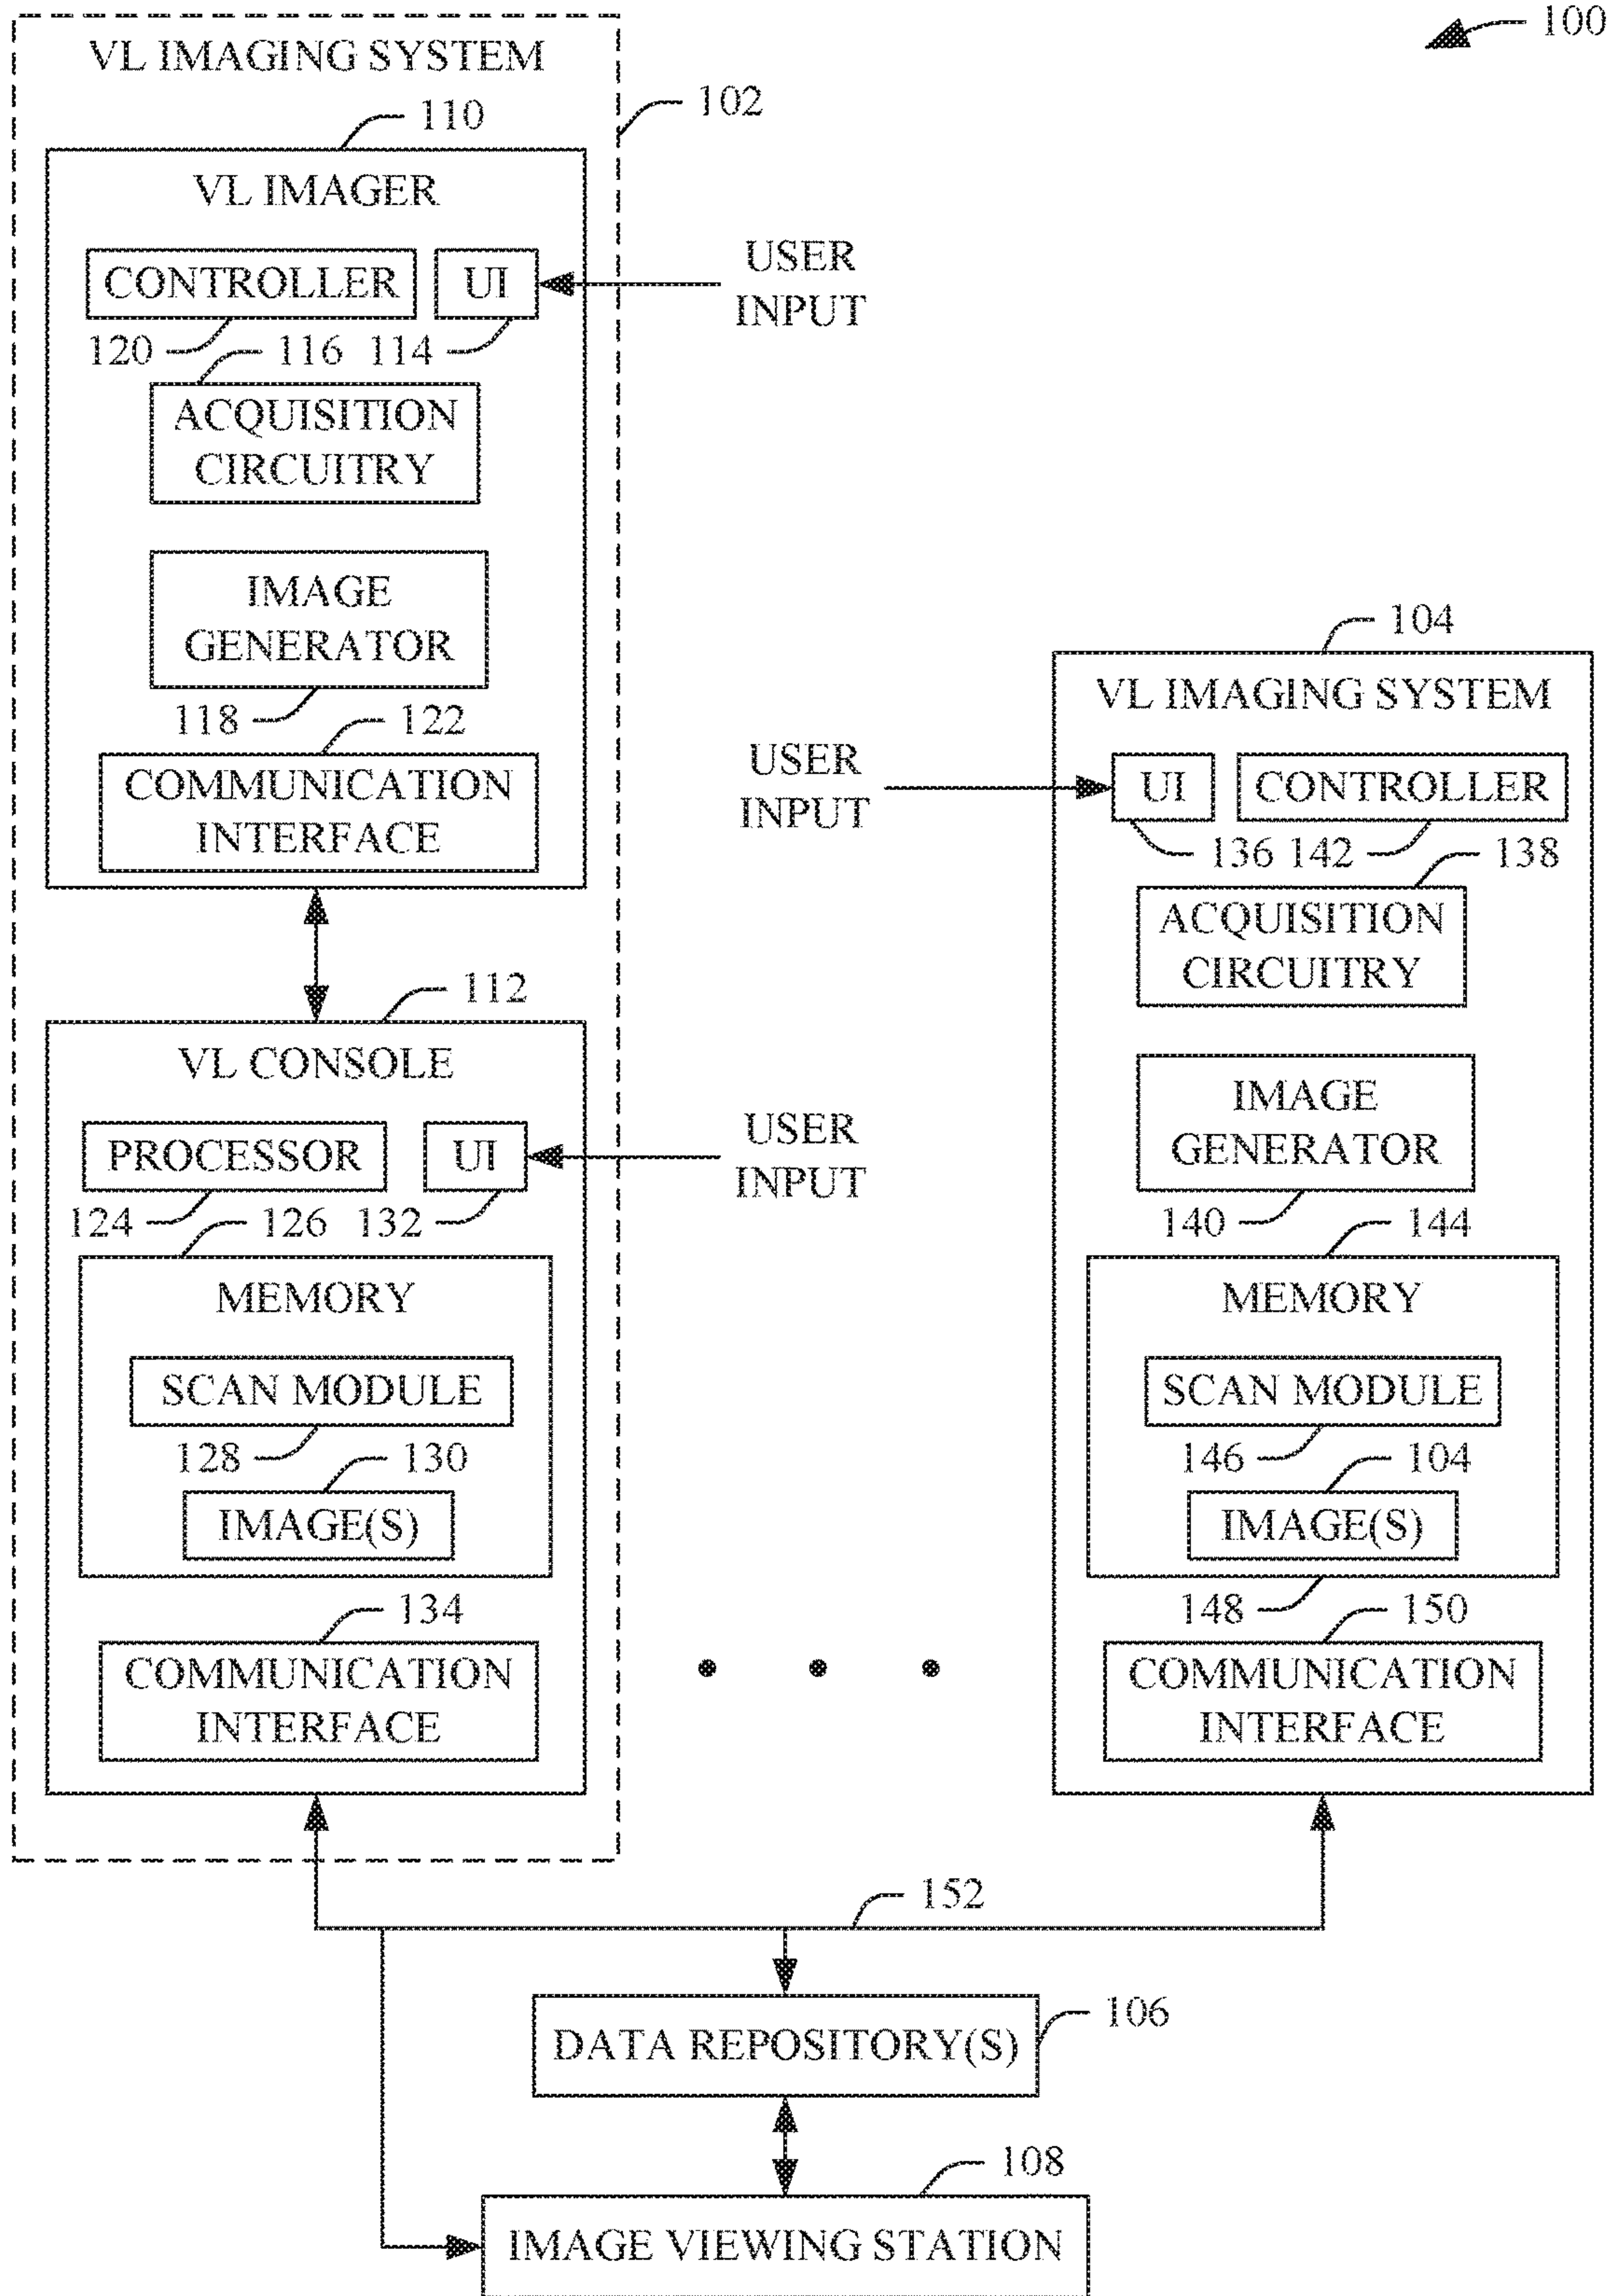 100
VL IMAGING SYSTEM
102
110
VL IMAGER
CONTROLLER
UI
USER
INPUT
120
116
114
ACQUISITION
CIRCUITRY
IMAGE
GENERATOR
118
122
COMMUNICATION
INTERFACE
112
VL CONSOLE
PROCESSOR
UI
USER
INPUT
124
126
132
MEMORY
SCAN MODULE
128
130
IMAGE(S)
134
COMMUNICATION
INTERFACE
104
VL IMAGING SYSTEM
USER
INPUT
UI
CONTROLLER
136
142
138
ACQUISITION
CIRCUITRY
IMAGE
GENERATOR
140
144
MEMORY
SCAN MODULE
146
104
IMAGE(S)
148
150
COMMUNICATION
INTERFACE
152
106
DATA REPOSITORY(S)
108
IMAGE VIEWING STATION